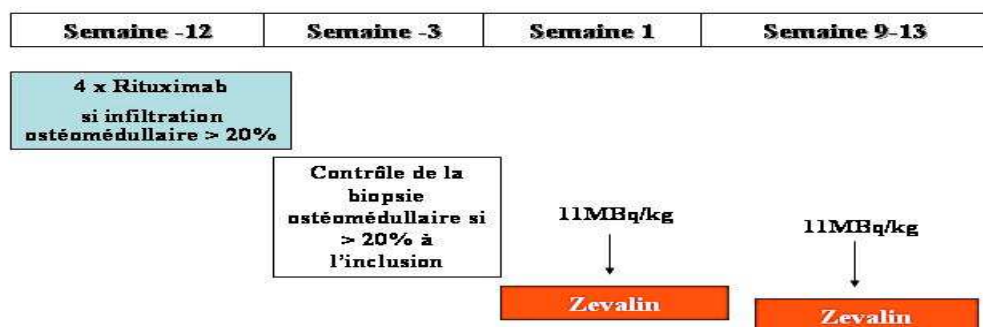 Semaine -12 Semaine -3 Semaine 1 Semaine 9-13
4 x Rituximab
si infiltration
ostéomédullaire > 20%
Contrôle de la
biopsie
ostéomédullaire si
> 20% à
l'inclusion
11MBq/kg
11MBq/kg
Zevalin
Zevalin